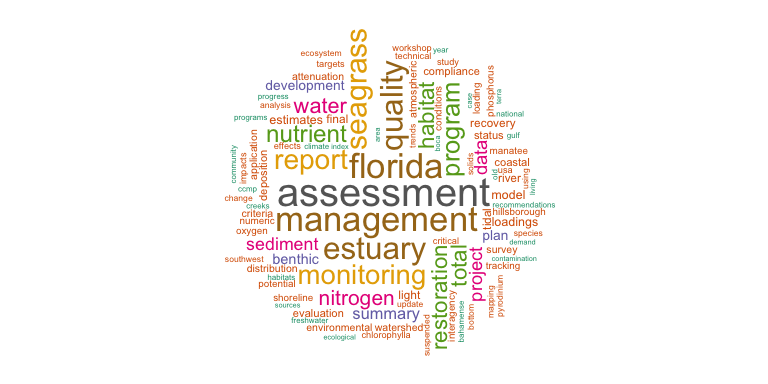 ecosystem
workshop
year
technical
targets
study
attenuation
compliance
development
seagrass
quality
atmospheric
habitat
conditions
program
case
loading
phosphorus
terra
progress
analysis
water
national
programs
estimates
final
area
trends
boca
recovery
nutrient
status
gulf
effects
climate index
data
manatee
report
florida
solids
coastal
community
impacts
application
deposition
old
usa
river
using
living
ccmp
assessment
model
change
creeks
recommendations
criteria
management
tidal
hillsborough
numeric
loadings
oxygen
species
sediment
estuary
critical
plan
demand
southwest
benthic
survey
contamination
distribution
monitoring
restoration
total
project
tracking
habitats
potential
mapping
pyrodinium
shoreline
nitrogen
light
interagency
bahamense
bottom
sources
update
evaluation
summary
freshwater
environmental
watershed
suspended
ecological
chlorophylla